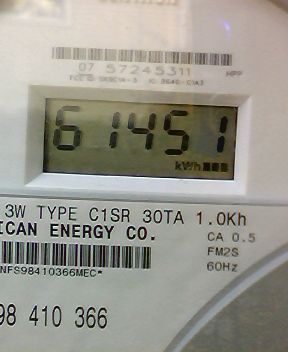 07 57245311 HPP
61451
kWh
3W TYPE C1SR 30TA 1.0Kh
ICAN ENERGY CO.
CA 0.5
FM2S
60Hz
NFS98410366MEC*
98 410 366